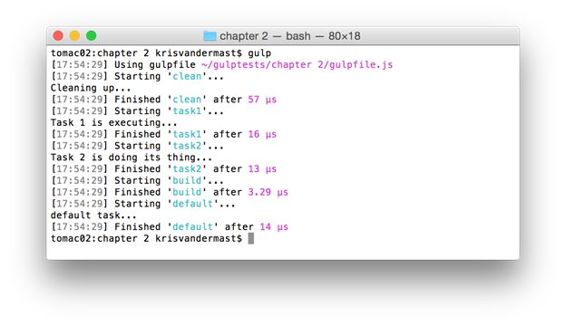 chapter 2 — bash — 80×18
tomac02:chapter 2 krisvandermast$ gulp
[17:54:29] Using gulpfile ~/gulptests/chapter 2/gulpfile.js
[17:54:29] Starting 'clean'...
Cleaning up...
[17:54:29] Finished 'clean' after 57 μs
[17:54:29] Starting 'task1'...
Task 1 is executing...
[17:54:29] Finished 'task1' after 16 μs
[17:54:29] Starting 'task2'...
Task 2 is doing its thing...
[17:54:29] Finished 'task2' after 13 μs
[17:54:29] Starting 'build'...
[17:54:29] Finished 'build' after 3.29 μs
[17:54:29] Starting 'default'...
default task...
[17:54:29] Finished 'default' after 14 μs
tomac02:chapter 2 krisvandermast$